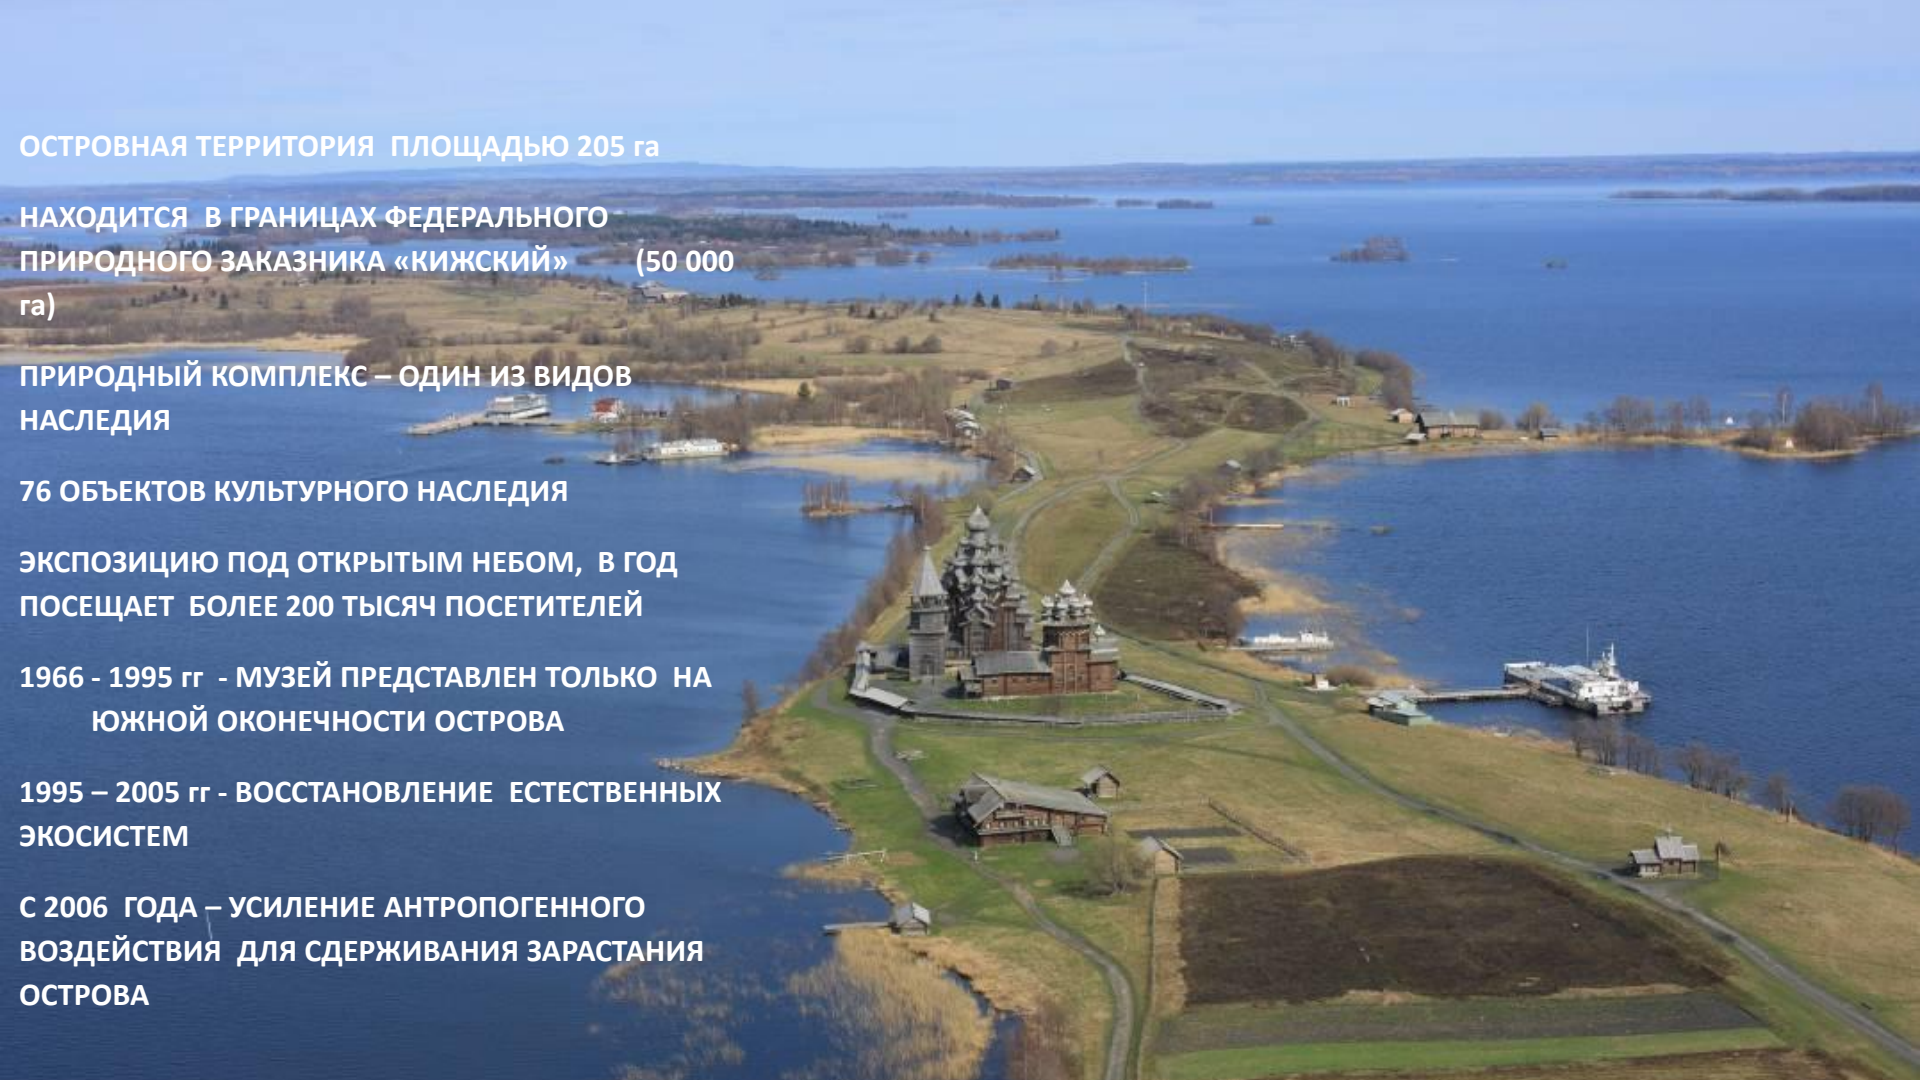 ОСТРОВНАЯ ТЕРРИТОРИЯ ПЛОЩАДЬЮ 205 га
НАХОДИТСЯ В ГРАНИЦАХ ФЕДЕРАЛЬНОГО
ПРИРОДНОГО ЗАКАЗНИКА «КИЖСКИЙ» (50 000
га)
ПРИРОДНЫЙ КОМПЛЕКС – ОДИН ИЗ ВИДОВ
НАСЛЕДИЯ
76 ОБЪЕКТОВ КУЛЬТУРНОГО НАСЛЕДИЯ
ЭКСПОЗИЦИЮ ПОД ОТКРЫТЫМ НЕБОМ, В ГОД
ПОСЕЩАЕТ БОЛЕЕ 200 ТЫСЯЧ ПОСЕТИТЕЛЕЙ
1966 - 1995 гг - МУЗЕЙ ПРЕДСТАВЛЕН ТОЛЬКО НА
ЮЖНОЙ ОКОНЕЧНОСТИ ОСТРОВА
1995 – 2005 гг - ВОССТАНОВЛЕНИЕ ЕСТЕСТВЕННЫХ
ЭКОСИСТЕМ
С 2006 ГОДА – УСИЛЕНИЕ АНТРОПОГЕННОГО
ВОЗДЕЙСТВИЯ ДЛЯ СДЕРЖИВАНИЯ ЗАРАСТАНИЯ
ОСТРОВА